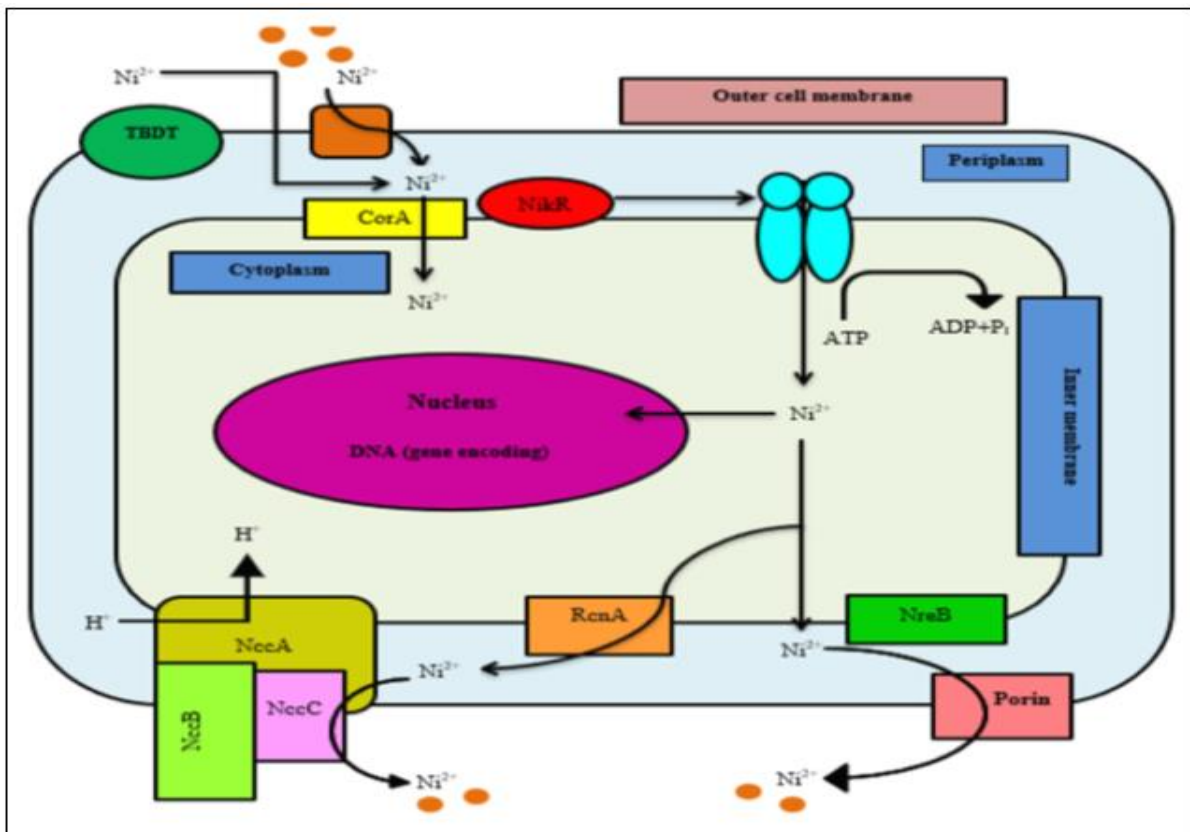 Ni²⁺
Ni²⁺
Outer cell membrane
TBDT
Periplasm
Ni²⁺
NikR
CorA
Cytoplasm
Ni²⁺
ATP
ADP+Pᵢ
Inner membrane
Nucleus
Ni²⁺
DNA (gene encoding)
H⁺
H⁺
RcnA
NreB
NccA
Ni²⁺
Ni²⁺
NccB
NccC
Porin
Ni²⁺
Ni²⁺